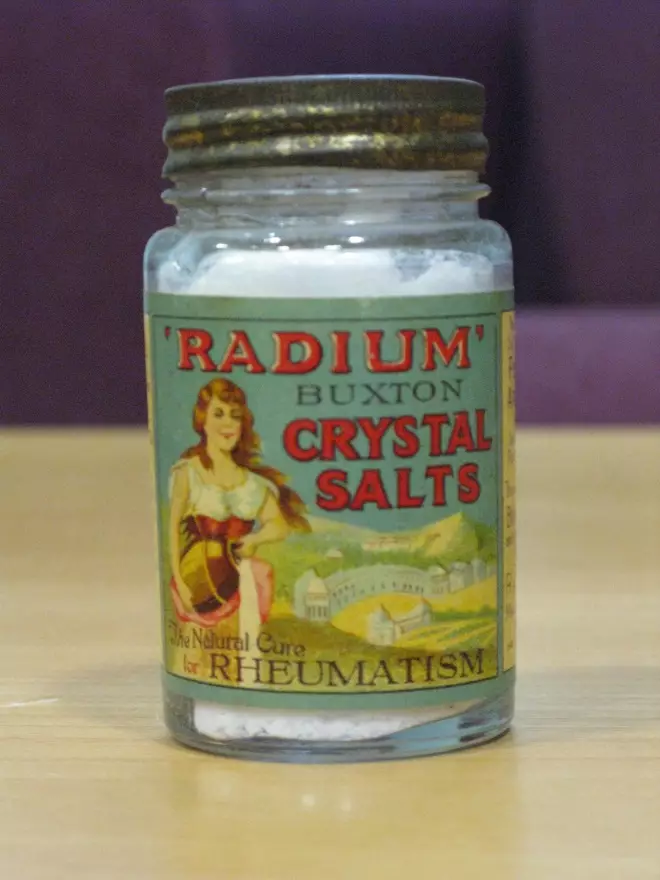 'RADIUM'
BUXTON
CRYSTAL
SALTS
The Natural Cure
for RHEUMATISM